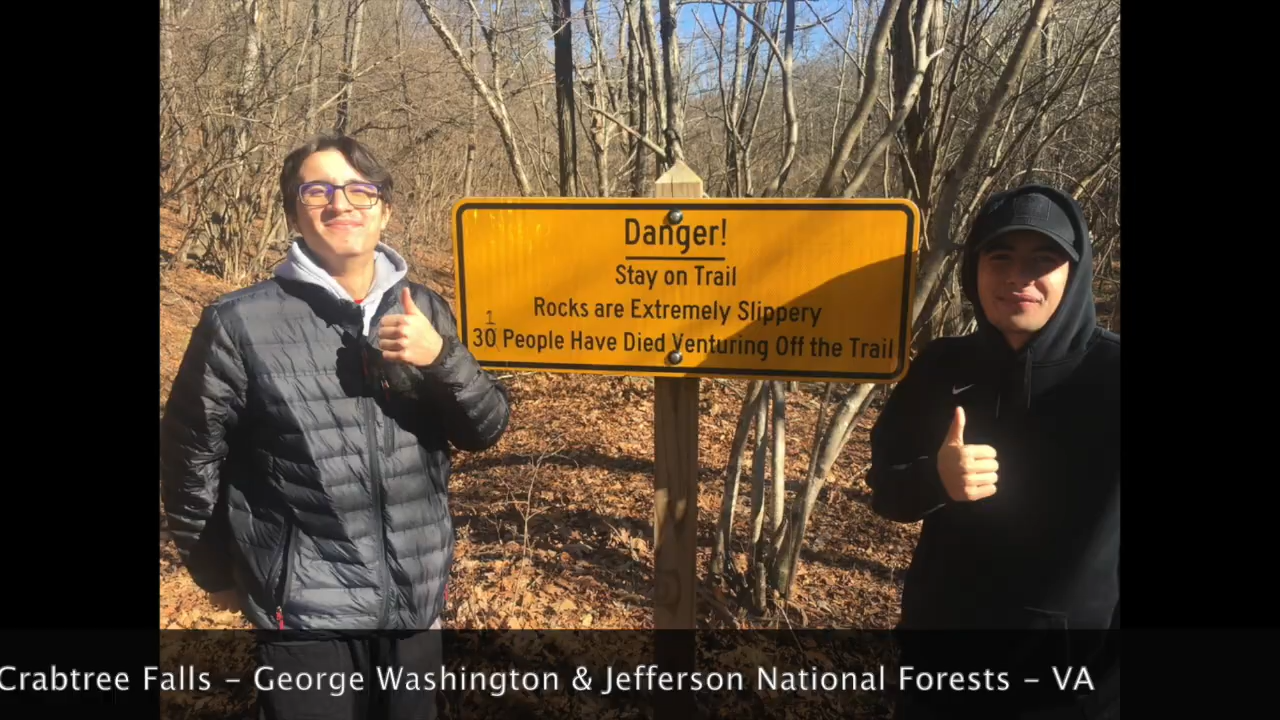 Danger!
Stay on Trail
Rocks are Extremely Slippery
1
30 People Have Died Venturing Off the Trail
Crabtree Falls – George Washington & Jefferson National Forests – VA